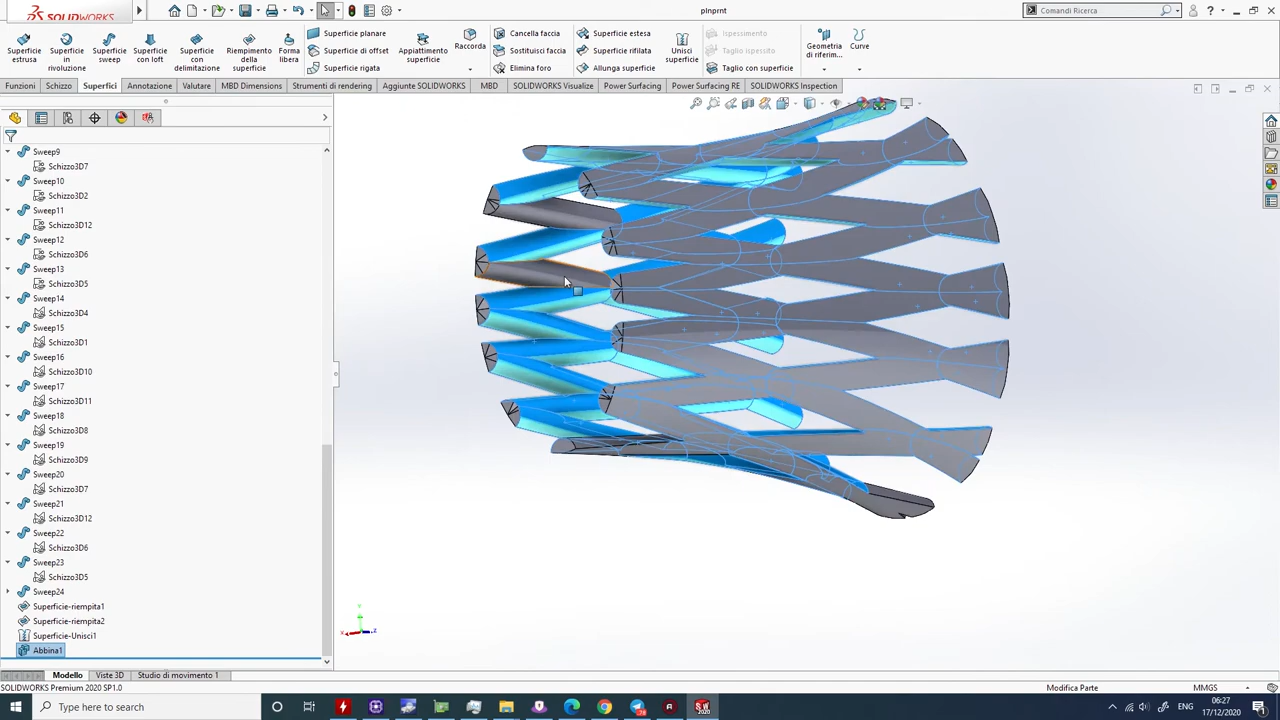 SOLIDWORKS
pInprnt
Comandi Ricerca
Superficie estrusa
Superficie in rivoluzione
Superficie sweep
Superficie con loft
Superficie con delimitazione
Riempimento della superficie
Forma libera
Superficie planare
Superficie di offset
Superficie rigata
Appiattimento superficie
Raccorda
Cancella faccia
Sostituisci faccia
Elimina foro
Superficie estesa
Superficie rifilata
Allunga superficie
Unisci superficie
Ispessimento
Taglio ispessito
Taglio con superficie
Geometria di riferim...
Curve
Funzioni
Schizzo
Superfici
Annotazione
Valutare
MBD Dimensions
Strumenti di rendering
Aggiunte SOLIDWORKS
MBD
SOLIDWORKS Visualize
Power Surfacing
Power Surfacing RE
SOLIDWORKS Inspection
Sweep9
Schizzo3D7
Sweep10
Schizzo3D2
Sweep11
Schizzo3D12
Sweep12
Schizzo3D6
Sweep13
Schizzo3D5
Sweep14
Schizzo3D4
Sweep15
Schizzo3D1
Sweep16
Schizzo3D10
Sweep17
Schizzo3D11
Sweep18
Schizzo3D8
Sweep19
Schizzo3D9
Sweep20
Schizzo3D7
Sweep21
Schizzo3D12
Sweep22
Schizzo3D6
Sweep23
Schizzo3D5
Sweep24
Superficie-riempita1
Superficie-riempita2
Superficie-Unisci1
Abbina1
Modello
Viste 3D
Studio di movimento 1
SOLIDWORKS Premium 2020 SP1.0
Modifica Parte
MMGS
Type here to search
ENG
06:27
17/12/2020